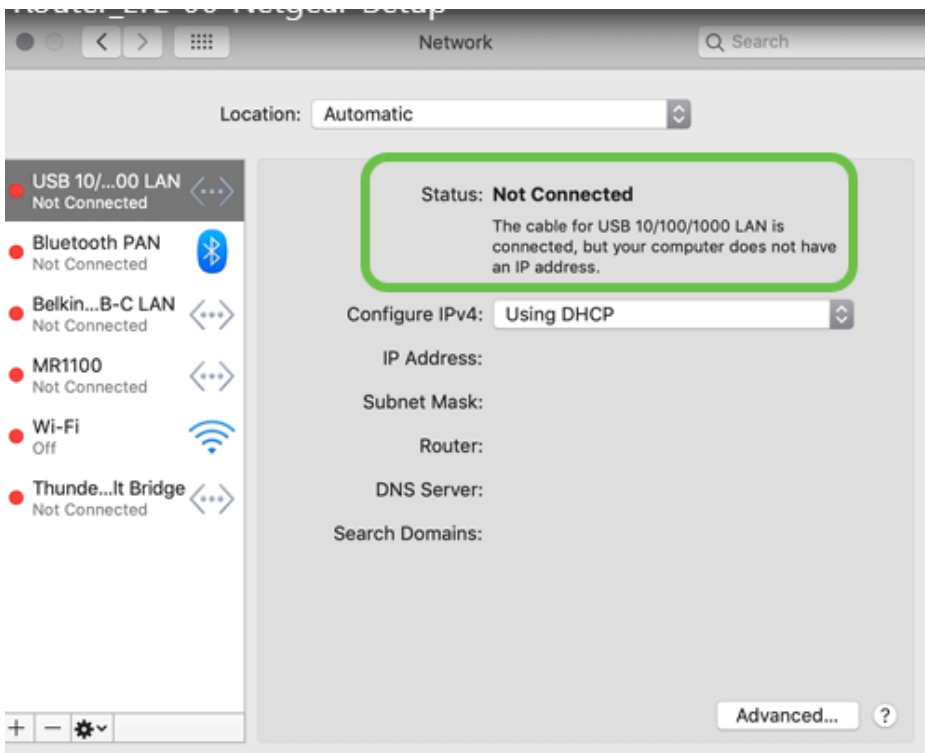 Network
Search
Location: Automatic
USB 10/...00 LAN
Not Connected
Bluetooth PAN
Not Connected
Belkin...B-C LAN
Not Connected
MR1100
Not Connected
Wi-Fi
Off
Thunde...lt Bridge
Not Connected
Status: Not Connected
The cable for USB 10/100/1000 LAN is
connected, but your computer does not have
an IP address.
Configure IPv4: Using DHCP
IP Address:
Subnet Mask:
Router:
DNS Server:
Search Domains:
Advanced... ?